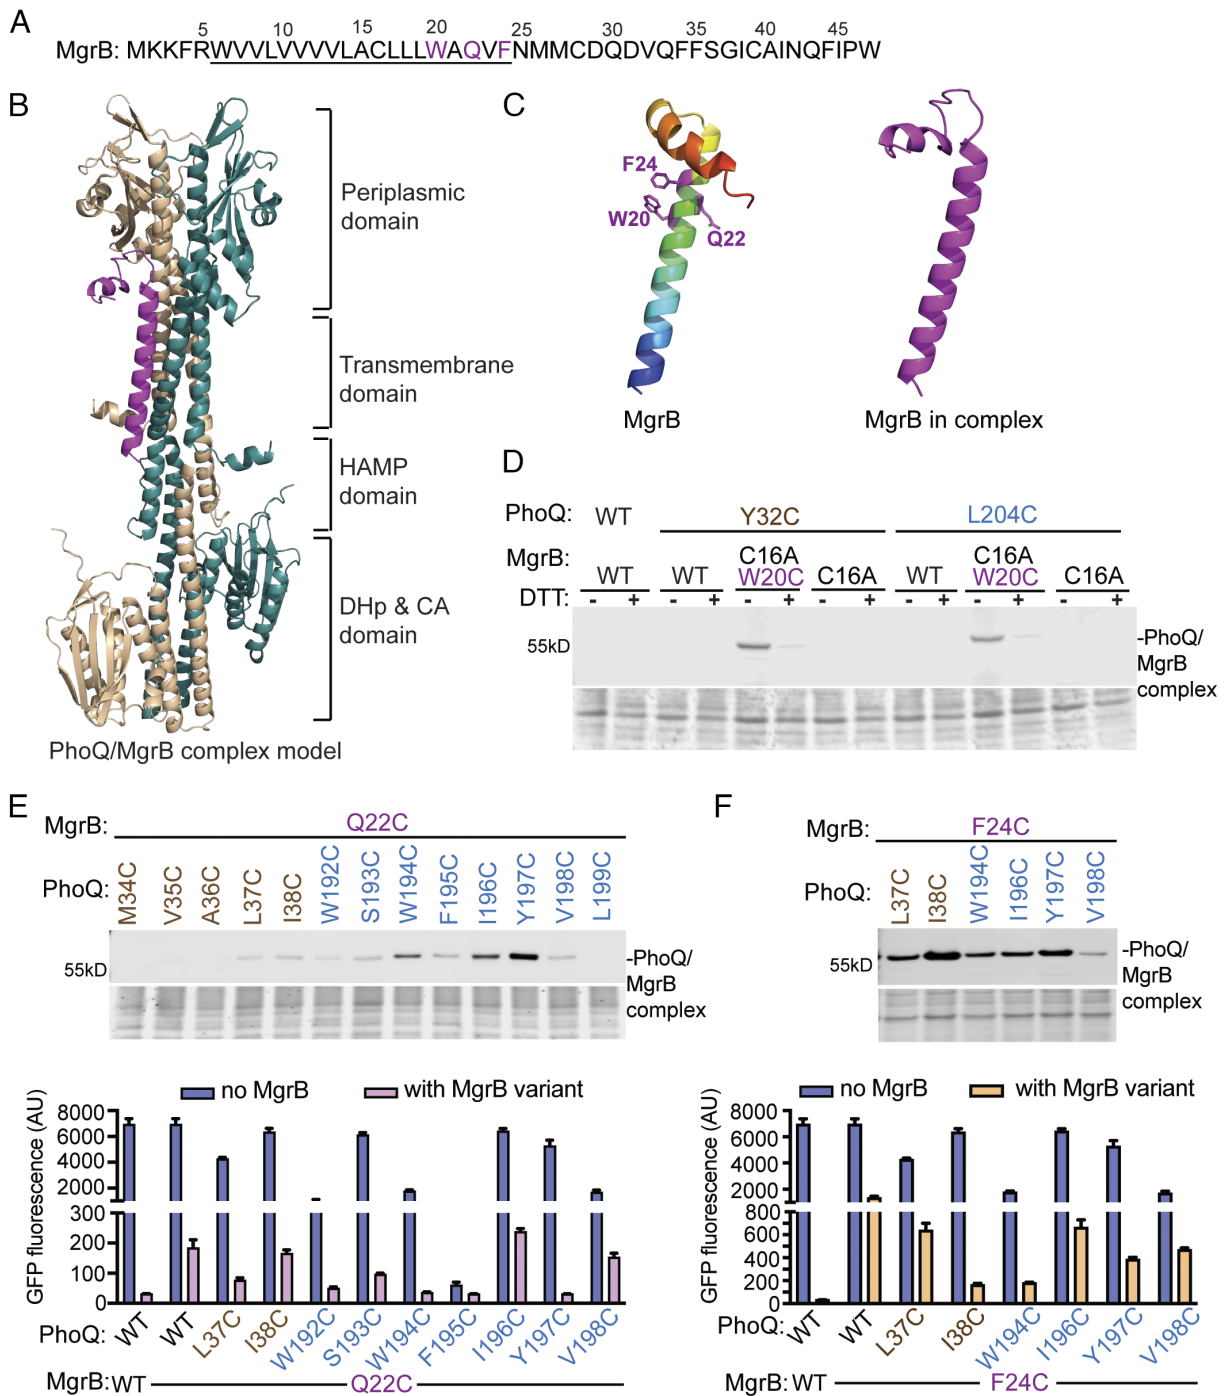 A
5 10 15 20 25 30 35 40 45
MgrB: MKKFRWVVLVVVVLACLLLWAQVFNMMCDQDVQFFSGICAINQFIPW
B
Periplasmic
domain
Transmembrane
domain
HAMP
domain
DHp & CA
domain
PhoQ/MgrB complex model
C
F24
W20
Q22
MgrB
MgrB in complex
D
PhoQ: WT Y32C L204C
MgrB: WT WT C16A W20C C16A WT C16A W20C C16A
DTT: - + - + - + - + - + - + - +
55kD
-PhoQ/
MgrB
complex
E
MgrB: Q22C
PhoQ: M34C V35C A36C L37C I38C W192C S193C W194C F195C I196C Y197C V198C L199C
55kD
-PhoQ/
MgrB
complex
no MgrB with MgrB variant
GFP fluorescence (AU)
8000
6000
4000
2000
300
200
100
0
PhoQ: WT WT L37C I38C W192C S193C W194C F195C I196C Y197C V198C
MgrB: WT Q22C
F
MgrB: F24C
PhoQ: L37C I38C W194C I196C Y197C V198C
55kD
-PhoQ/
MgrB
complex
no MgrB with MgrB variant
GFP fluorescence (AU)
8000
6000
4000
2000
800
600
400
200
0
PhoQ: WT WT L37C I38C W194C I196C Y197C V198C
MgrB: WT F24C